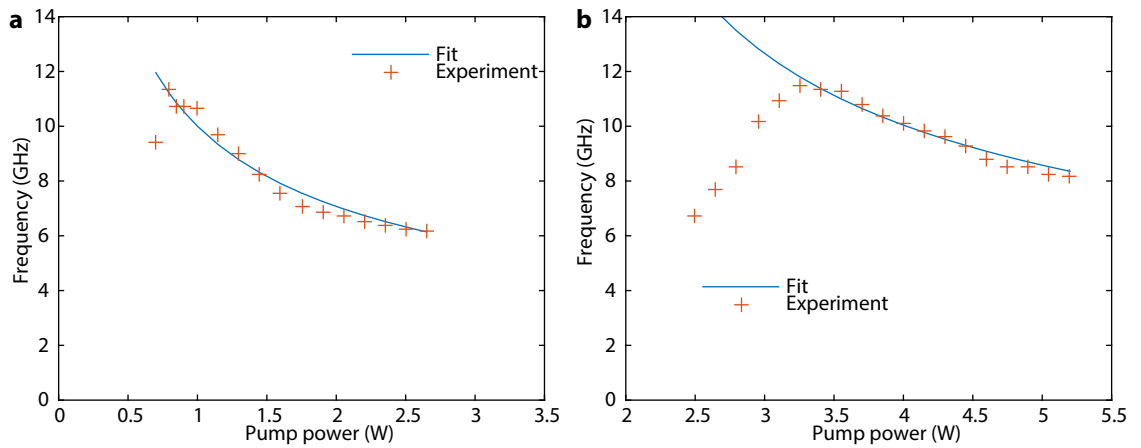 a
14
12
10
8
6
4
2
0
Frequency (GHz)
0 0.5 1 1.5 2 2.5 3 3.5
Pump power (W)
Fit
Experiment
b
14
12
10
8
6
4
2
0
Frequency (GHz)
2 2.5 3 3.5 4 4.5 5 5.5
Pump power (W)
Fit
Experiment